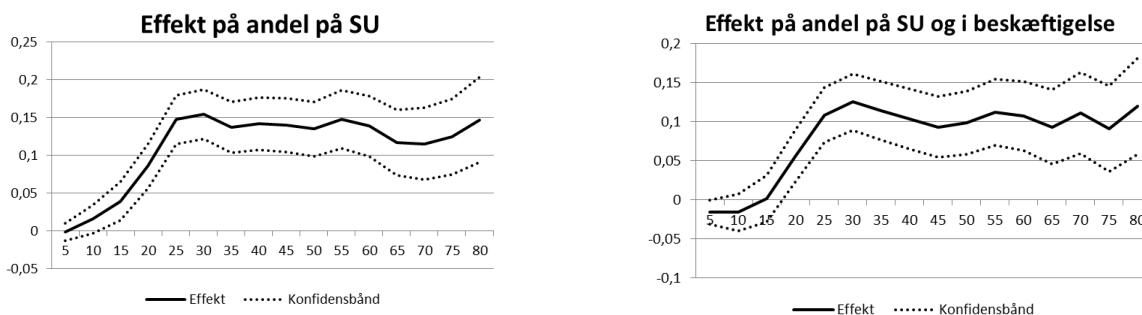 Effekt på andel på SU
0,25
0,2
0,15
0,1
0,05
0
-0,05
5 10 15 20 25 30 35 40 45 50 55 60 65 70 75 80
Effekt Konfidensbånd
Effekt på andel på SU og i beskæftigelse
0,2
0,15
0,1
0,05
0
-0,05
-0,1
5 10 15 20 25 30 35 40 45 50 55 60 65 70 75 80
Effekt Konfidensbånd